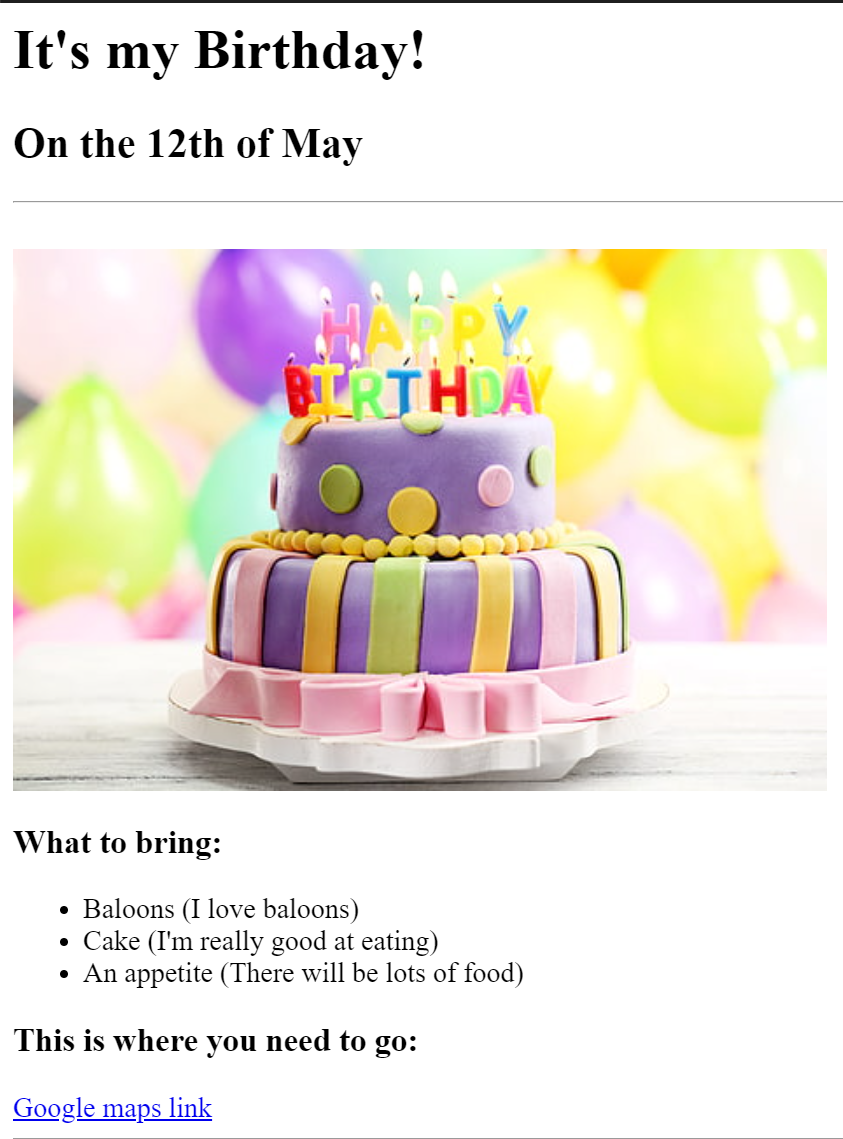 It's my Birthday!
On the 12th of May
HAPPY
BIRTHDAY
What to bring:
Baloons (I love baloons)
Cake (I'm really good at eating)
An appetite (There will be lots of food)
This is where you need to go:
Google maps link